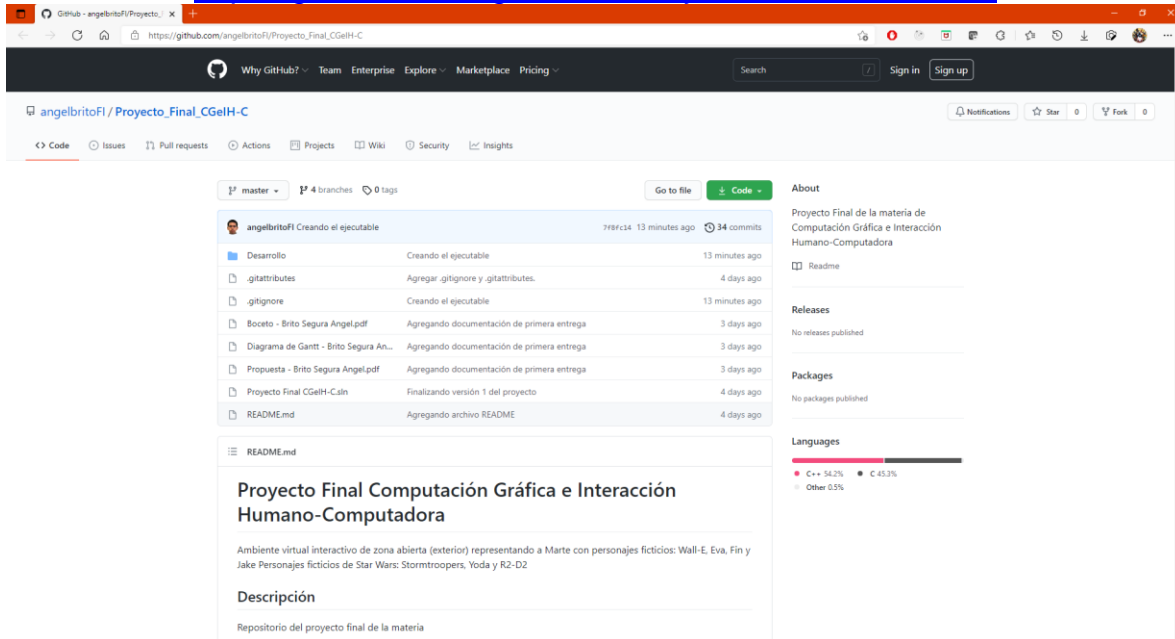 GitHub - angelbritoFI/Proyecto_
https://github.com/angelbritoFI/Proyecto_Final_CGeIH-C
Why GitHub? Team Enterprise Explore Marketplace Pricing Search / Sign in Sign up
angelbritoFI / Proyecto_Final_CGeIH-C Notifications Star 0 Fork 0
Code Issues Pull requests Actions Projects Wiki Security Insights
master 4 branches 0 tags Go to file Code
angelbritoFI Creando el ejecutable 13 minutes ago 34 commits
Desarrollo Creando el ejecutable 13 minutes ago
.gitattributes Agregar .gitignore y .gitattributes. 4 days ago
.gitignore Creando el ejecutable 13 minutes ago
Boceto - Brito Segura Angel.pdf Agregando documentación de primera entrega 3 days ago
Diagrama de Gantt - Brito Segura An... Agregando documentación de primera entrega 3 days ago
Propuesta - Brito Segura Angel.pdf Agregando documentación de primera entrega 3 days ago
Proyecto Final CGeIH-C.sln Finalizando versión 1 del proyecto 4 days ago
README.md Agregando archivo README 4 days ago
README.md
Proyecto Final Computación Gráfica e Interacción
Humano-Computadora
Ambiente virtual interactivo de zona abierta (exterior) representando a Marte con personajes ficticios: Wall-E, Eva, Fin y
Jake Personajes ficticios de Star Wars: Stormtroopers, Yoda y R2-D2
Descripción
Repositorio del proyecto final de la materia
About
Proyecto Final de la materia de
Computación Gráfica e Interacción
Humano-Computadora
Readme
Releases
No releases published
Packages
No packages published
Languages
C++ 54.2% C 45.3%
Other 0.5%